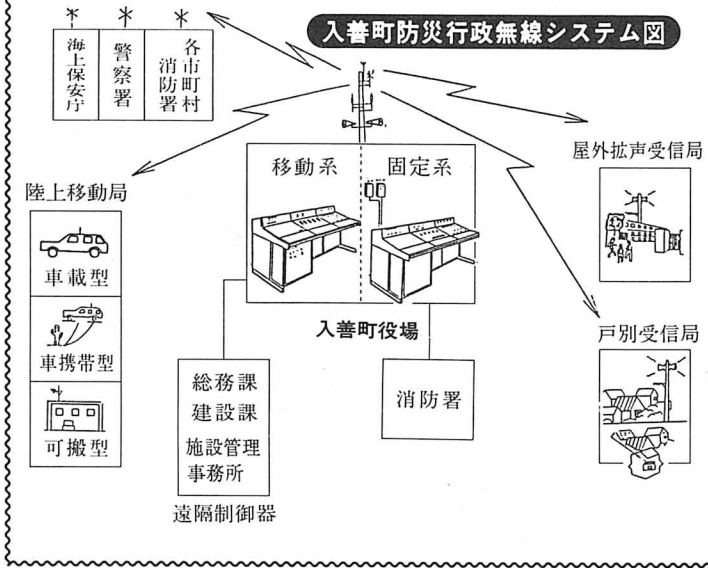 入善町防災行政無線システム図
海上保安庁
警察署
各市町村
消防署
移動系
固定系
入善町役場
陸上移動局
車載型
車携帯型
可搬型
総務課
建設課
施設管理
事務所
遠隔制御器
消防署
屋外拡声受信局
戸別受信局